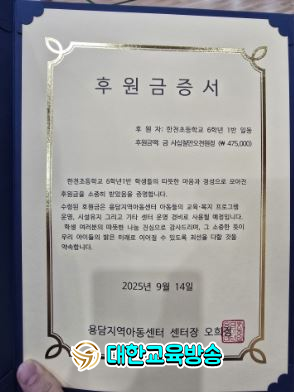 후 원 금 증 서
후 원 자: 한천초등학교 6학년 1반 일동
후원금액: 금 사십칠만오천원정 (₩ 475,000)
한천초등학교 6학년1반 학생들의 따뜻한 마음과 정성으로 모아진
후원금을 소중히 받았음을 증명합니다.
수령된 후원금은 용담지역아동센터 아동들의 교육·복지 프로그램
운영, 시설유지 그리고 기타 센터 운영 경비로 사용될 예정입니다.
학생 여러분의 따뜻한 나눔 진심으로 감사드리며, 그 소중한 뜻이
우리 아이들의 밝은 미래로 이어질 수 있도록 최선을 다할 것을
약속합니다.
2025년 9월 14일
용담지역아동센터 센터장 오희정
대한교육방송